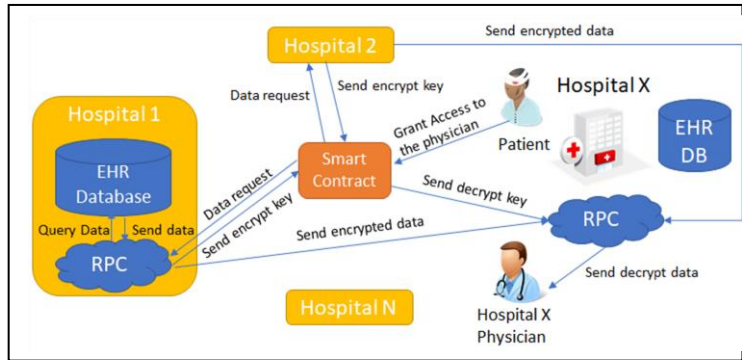 Hospital 2
Send encrypted data
Data request
Send encrypt key
Hospital X
Hospital 1
EHR
Database
Query Data
Send data
RPC
Data request
Send encrypt key
Smart
Contract
Grant Access to
the physician
Patient
EHR
DB
Send decrypt key
Send encrypted data
RPC
Send decrypt data
Hospital X
Physician
Hospital N